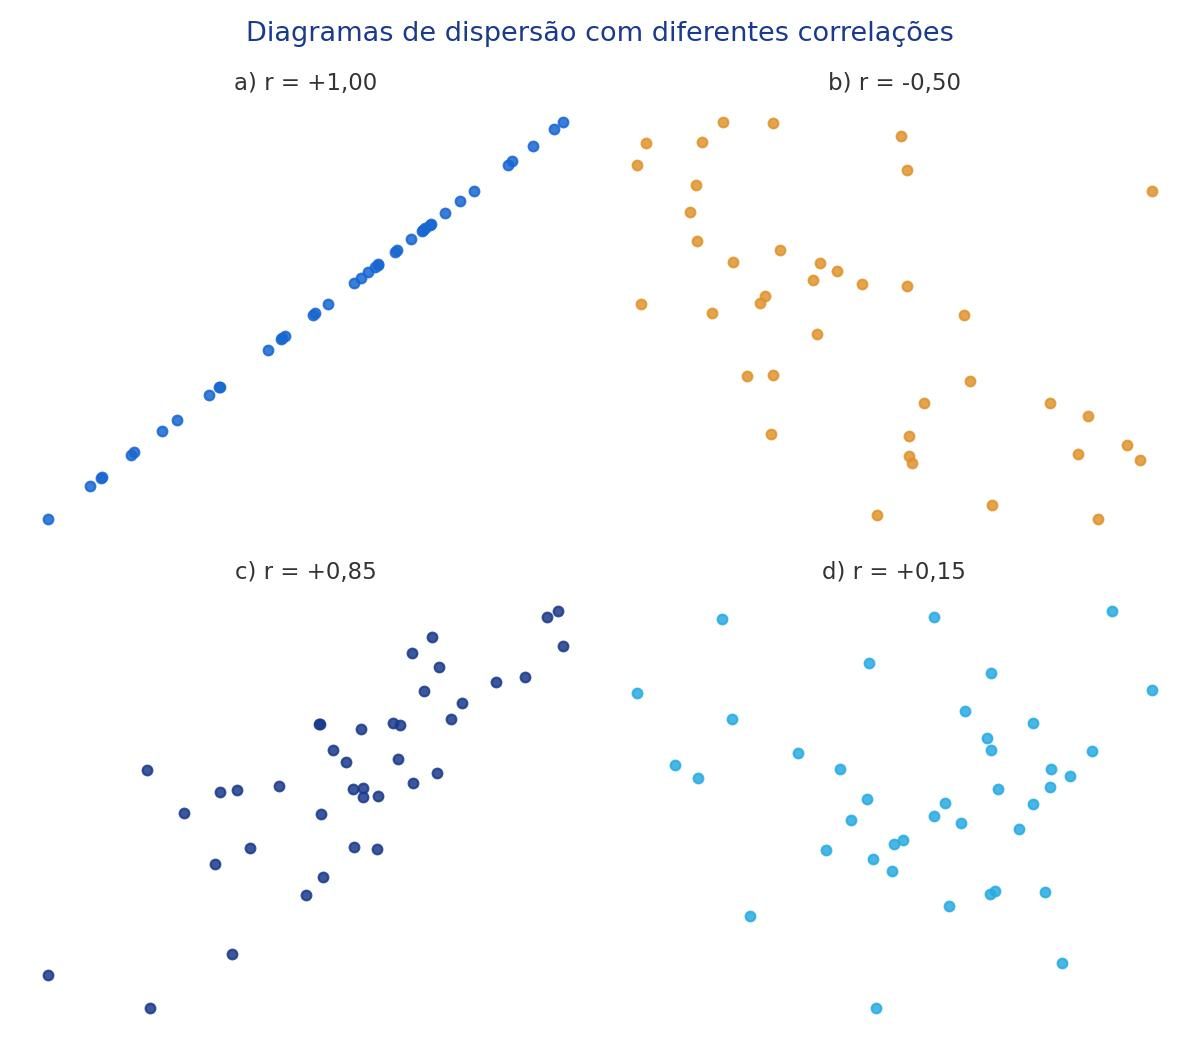 Diagramas de dispersão com diferentes correlações
a) r = +1,00
b) r = -0,50
c) r = +0,85
d) r = +0,15